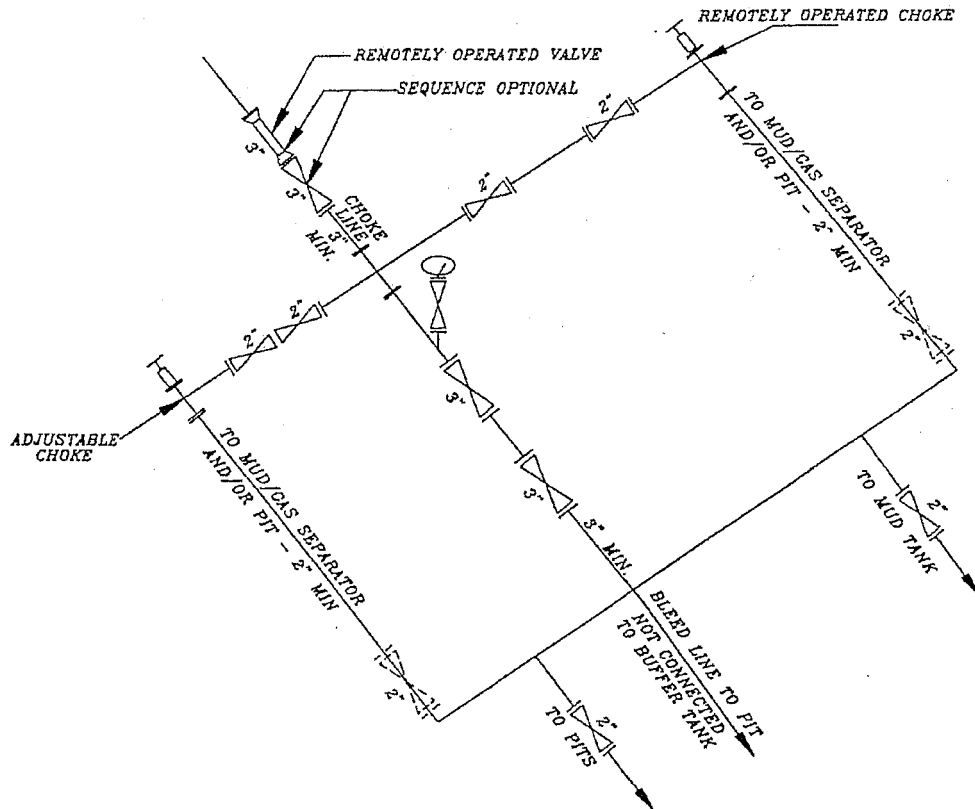 REMOTELY OPERATED CHOKE
REMOTELY OPERATED VALVE
SEQUENCE OPTIONAL
3"
3"
CHOKE
LINE
3"
MIN.
2"
2"
TO MUD/GAS SEPARATOR
AND/OR PIT - 2" MIN
2"
2"
2"
ADJUSTABLE
CHOKE
TO MUD/GAS SEPARATOR
AND/OR PIT - 2" MIN
3"
3"
3" MIN.
2"
TO MUD TANK
2"
BLEED LINE TO PIT
NOT CONNECTED
TO BUFFER TANK
2"
TO PITS